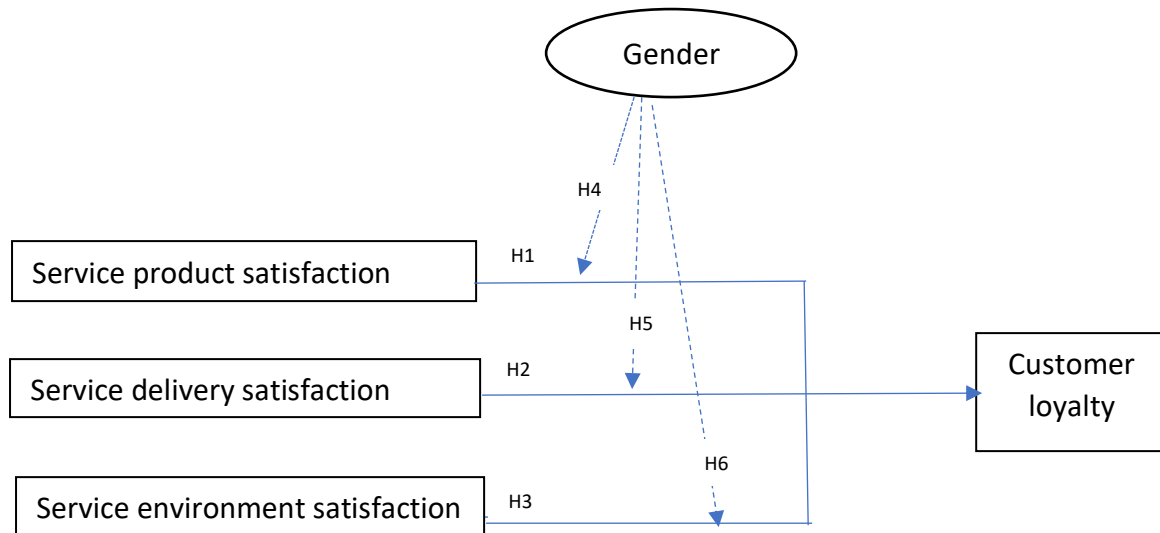 Gender
H4
H1
Service product satisfaction
H5
H2
Service delivery satisfaction
Customer
loyalty
H6
H3
Service environment satisfaction